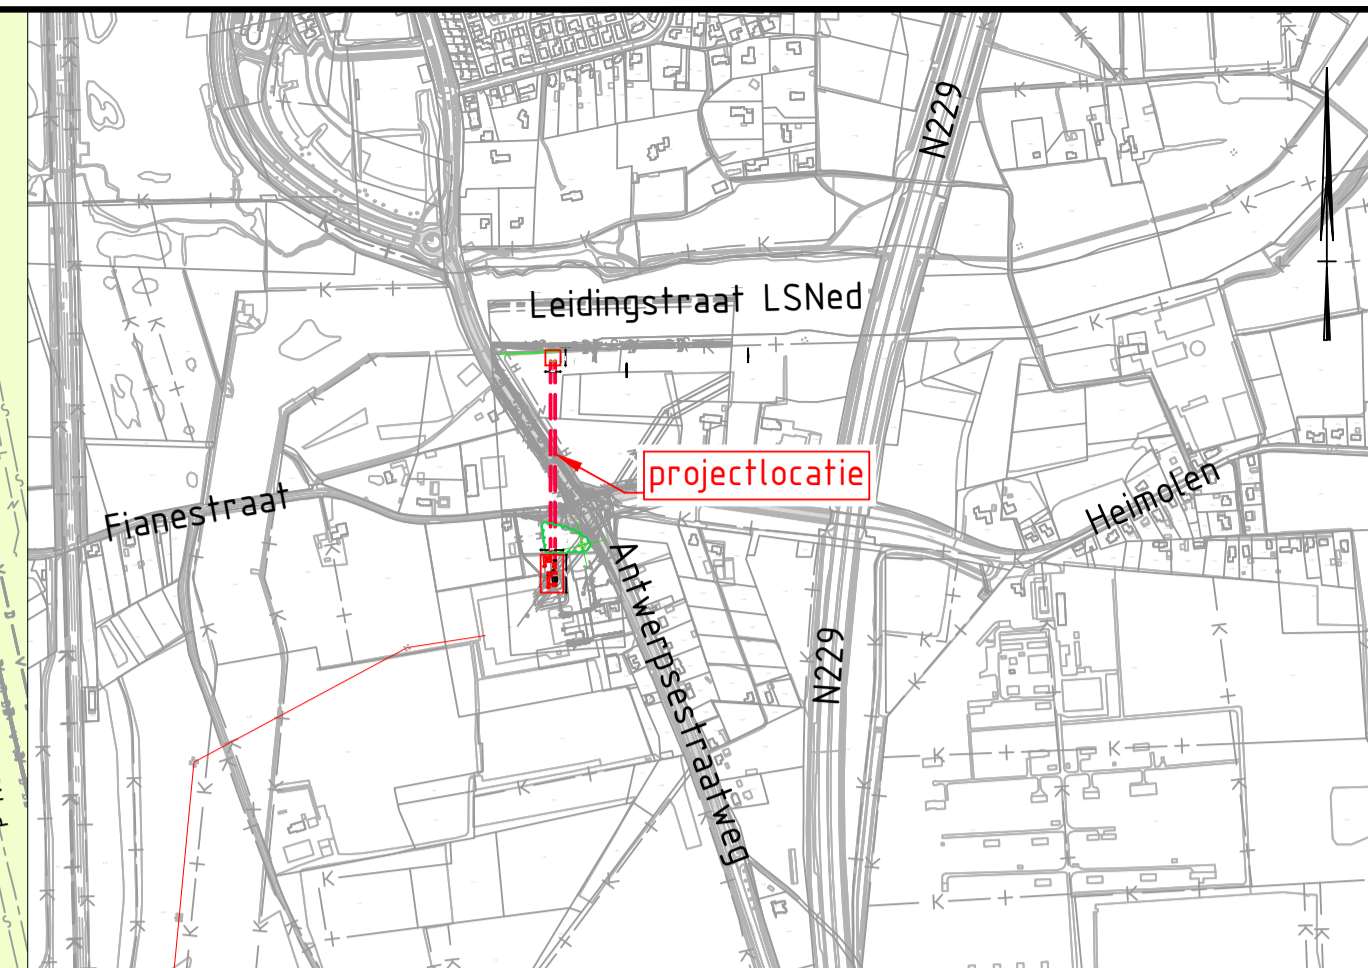 N229
Leidingstraat LSNed
projectlocatie
Fianestraat
Heimolen
Antwerpsestraatweg
N229